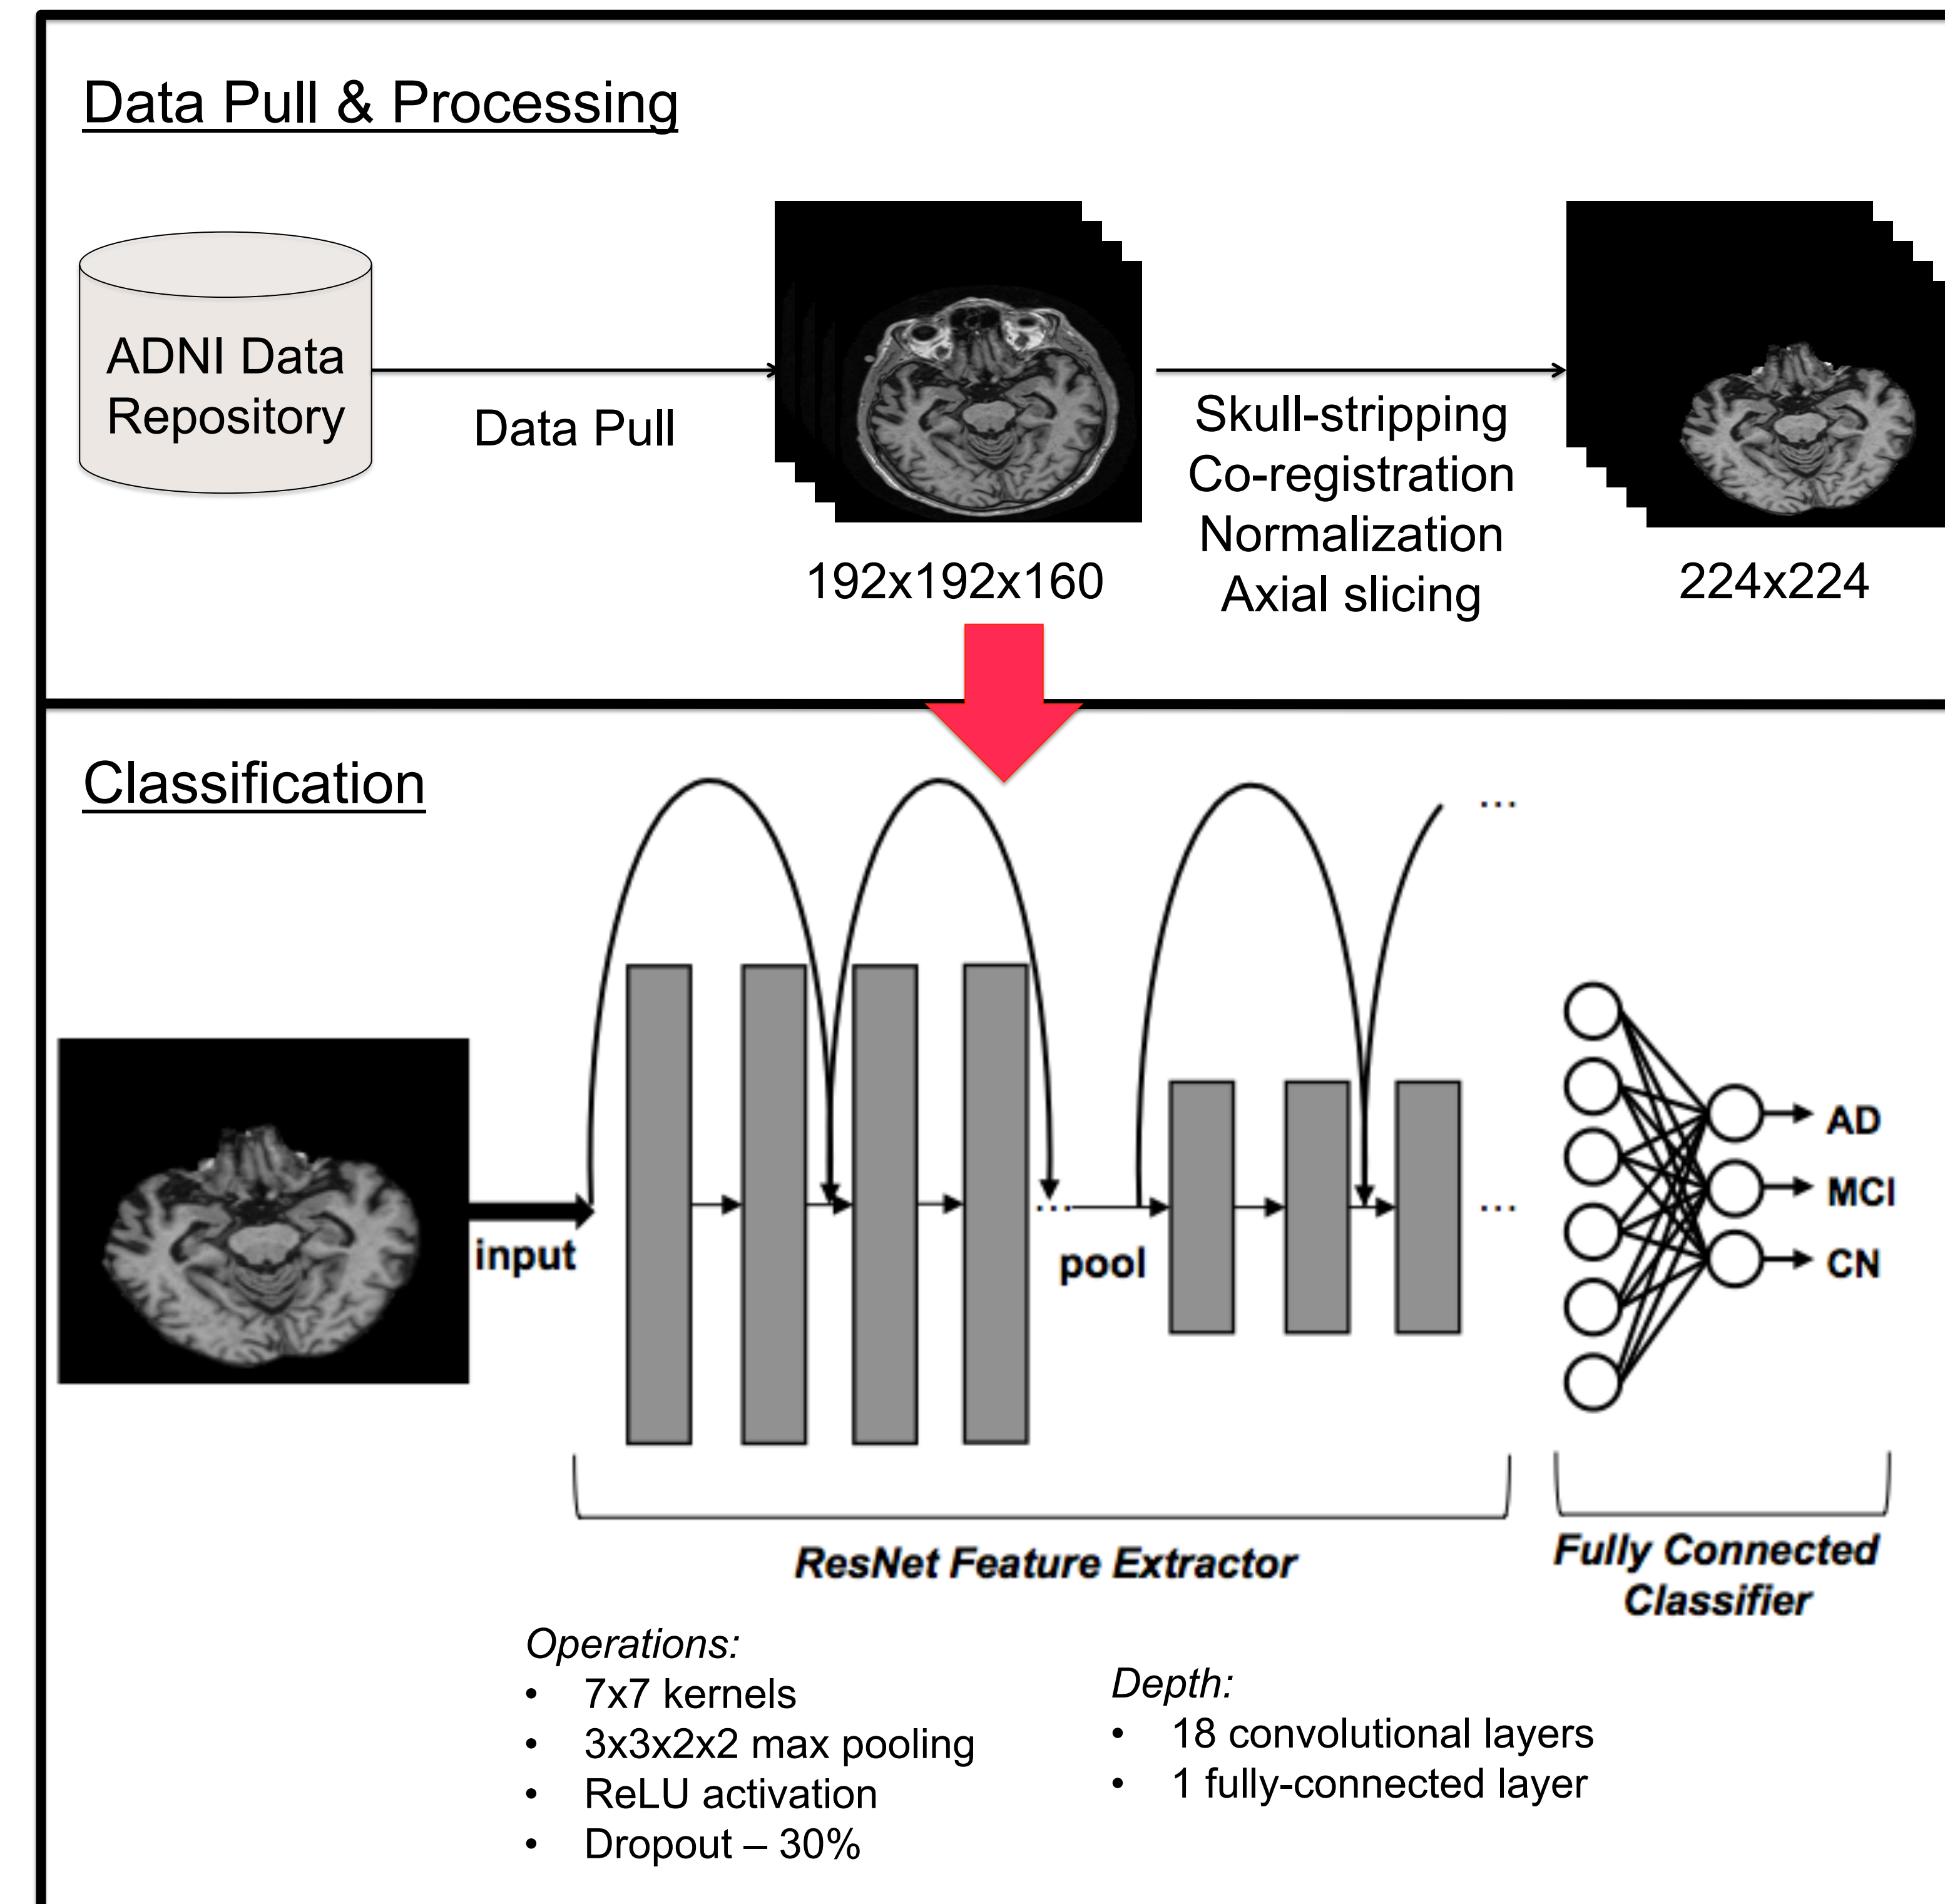 Data Pull & Processing
ADNI Data
Repository
Data Pull
192x192x160
Skull-stripping
Co-registration
Normalization
Axial slicing
224x224
Classification
...
input
...
pool
...
AD
MCI
CN
ResNet Feature Extractor
Fully Connected
Classifier
Operations:
• 7x7 kernels
• 3x3x2x2 max pooling
• ReLU activation
• Dropout – 30%
Depth:
• 18 convolutional layers
• 1 fully-connected layer